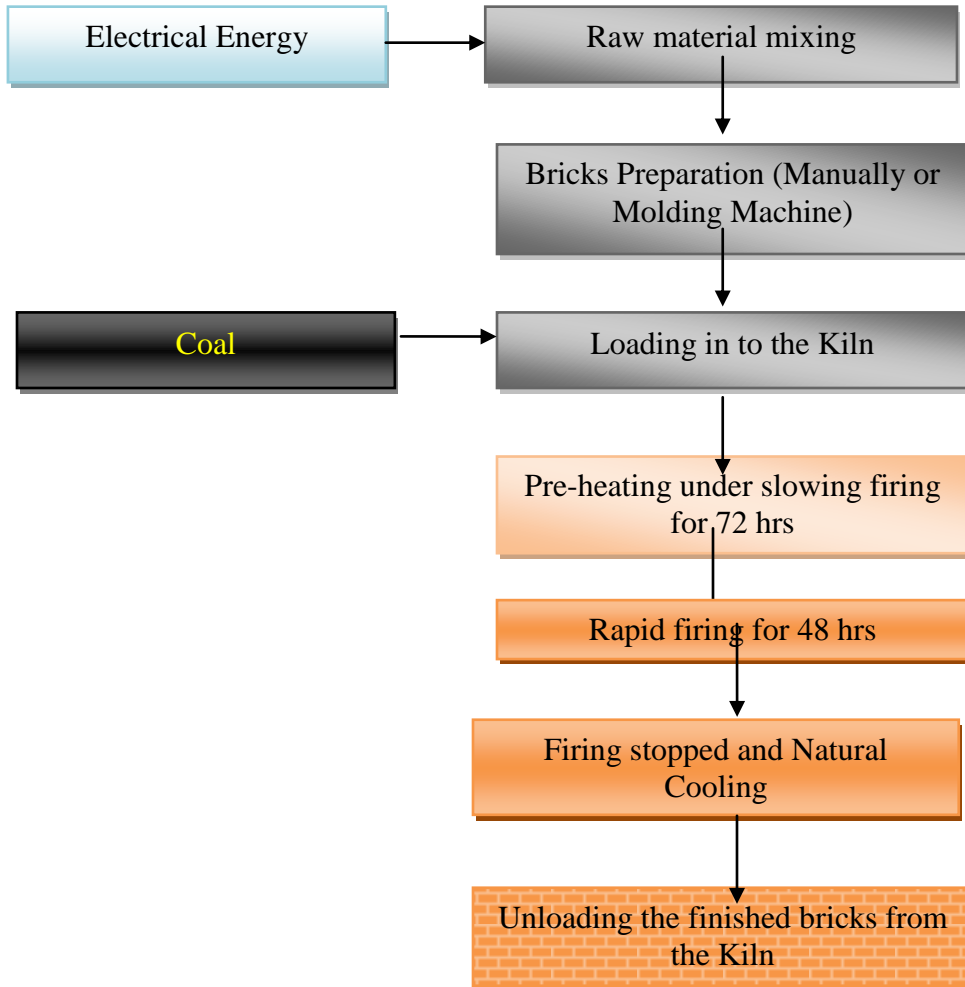 Electrical Energy
Raw material mixing
Bricks Preparation (Manually or
Molding Machine)
Coal
Loading in to the Kiln
Pre-heating under slowing firing
for 72 hrs
Rapid firing for 48 hrs
Firing stopped and Natural
Cooling
Unloading the finished bricks from
the Kiln